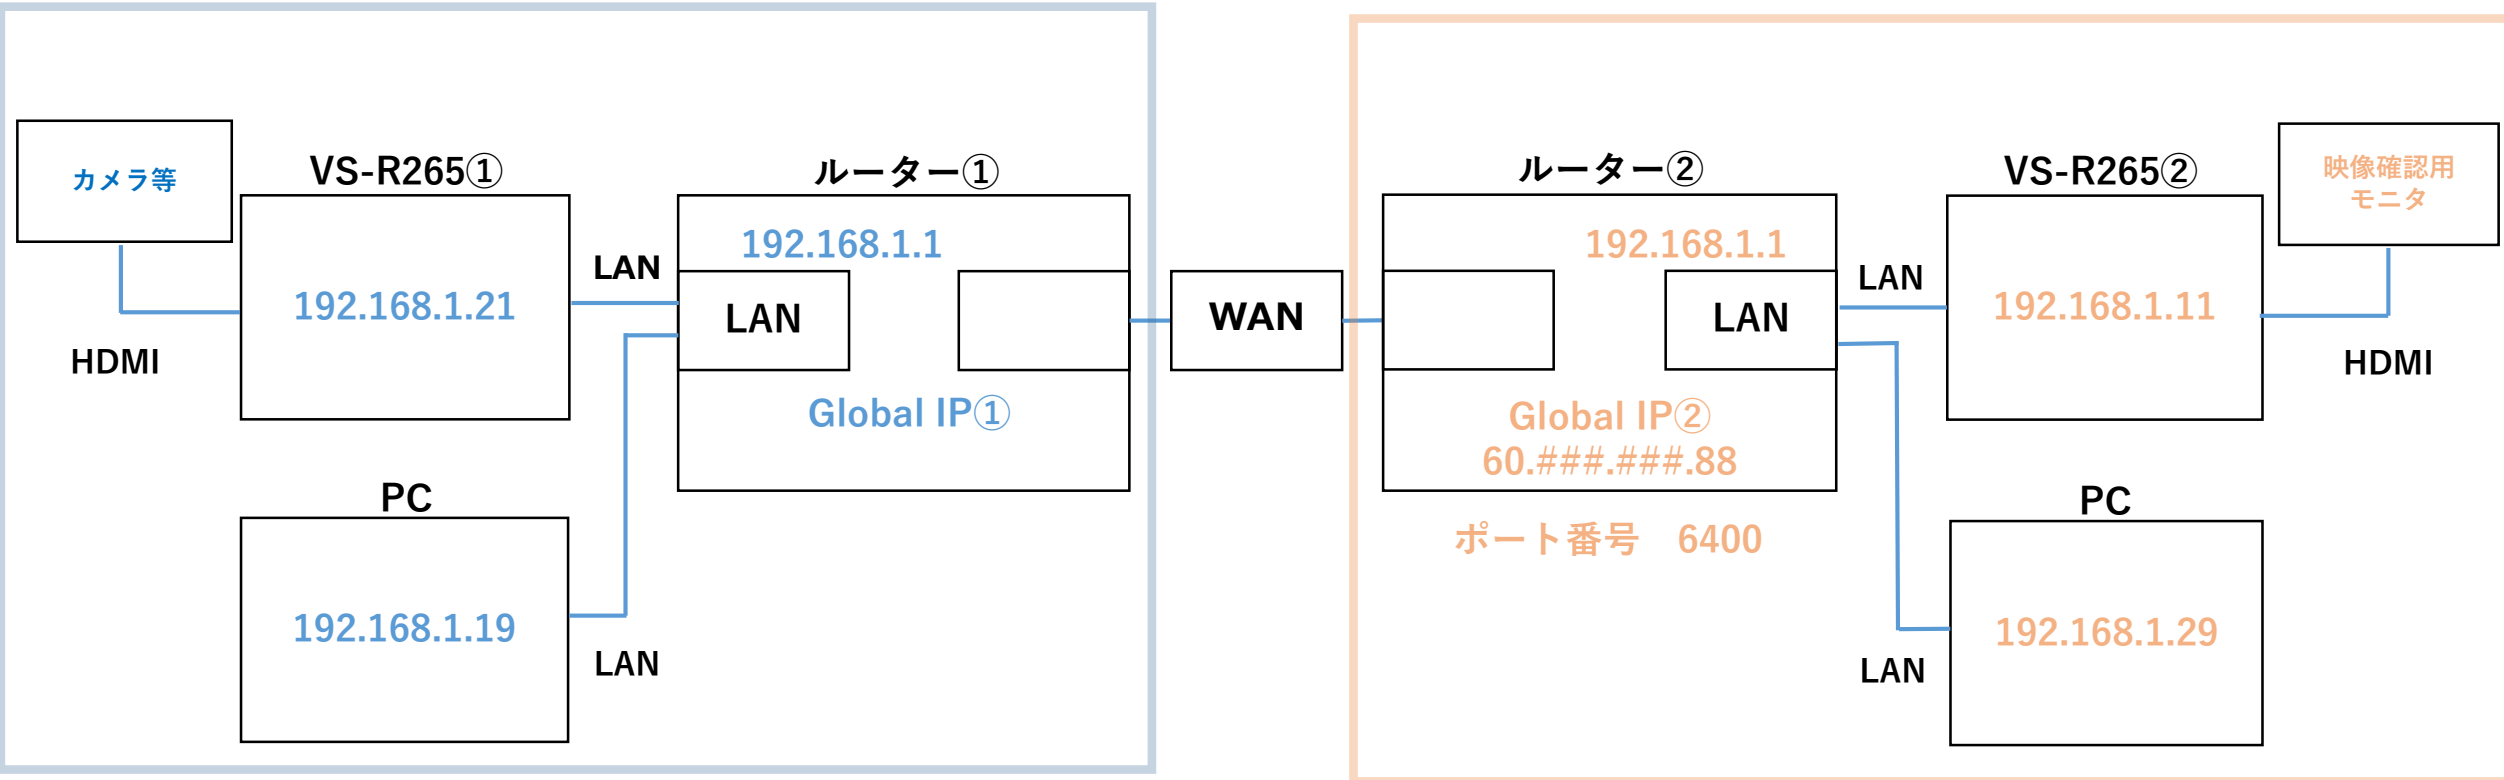 カメラ等
HDMI
VS-R265①
192.168.1.21
LAN
PC
192.168.1.19
LAN
ルーター①
192.168.1.1
LAN
Global IP①
WAN
ルーター②
192.168.1.1
LAN
Global IP②
60.###.###.88
ポート番号　6400
LAN
VS-R265②
192.168.1.11
映像確認用
モニタ
HDMI
PC
192.168.1.29
LAN